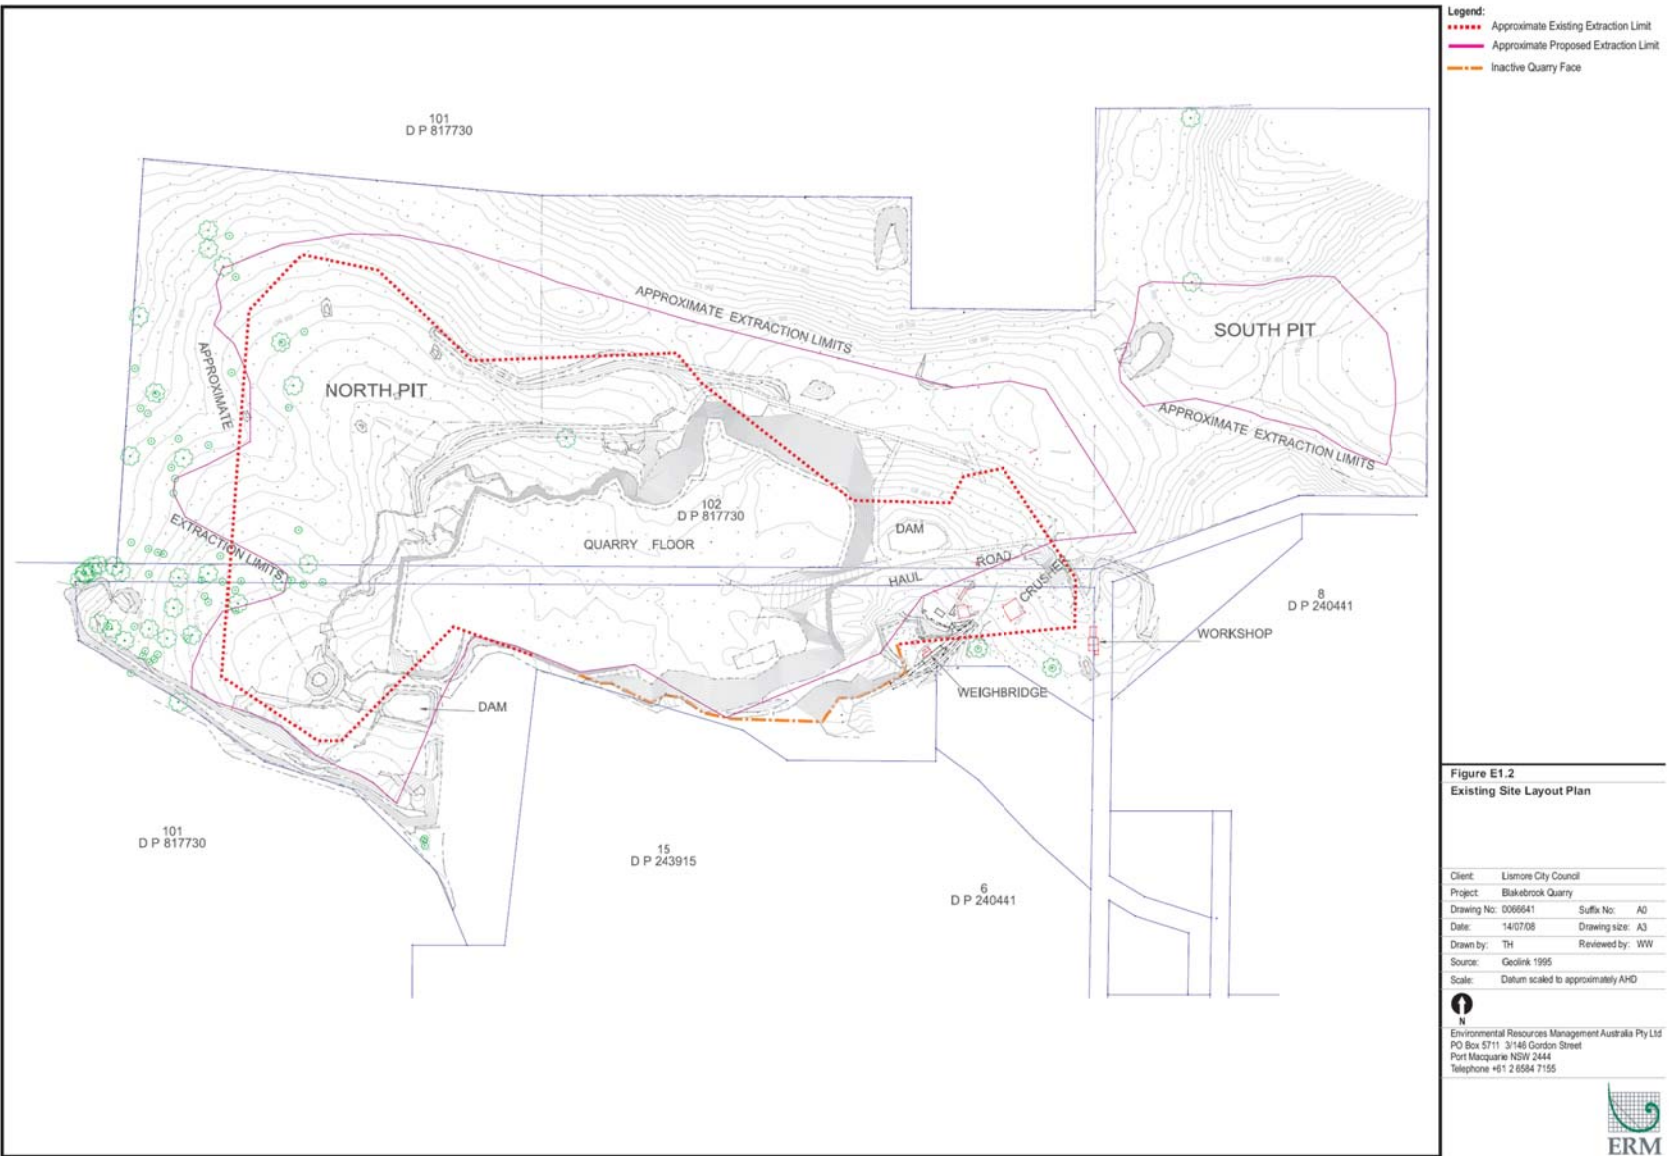 Legend:
Approximate Existing Extraction Limit
Approximate Proposed Extraction Limit
Inactive Quarry Face
101
D P 817730
APPROXIMATE EXTRACTION LIMITS
SOUTH PIT
APPROXIMATE
NORTH PIT
APPROXIMATE EXTRACTION LIMITS
102
D P 817730
EXTRACTION LIMITS
DAM
QUARRY FLOOR
ROAD
HAUL
CRUSHER
8
D P 240441
WORKSHOP
WEIGHBRIDGE
DAM
101
D P 817730
15
D P 243915
6
D P 240441
Figure E1.2
Existing Site Layout Plan
Client: Lismore City Council
Project: Blakebrook Quarry
Drawing No: 0066641 Suffix No: A0
Date: 14/07/08 Drawing size: A3
Drawn by: TH Reviewed by: WW
Source: Geolink 1995
Scale: Datum scaled to approximately AHD
N
Environmental Resources Management Australia Pty Ltd
PO Box 5711 3/146 Gordon Street
Port Macquarie NSW 2444
Telephone +61 2 6584 7155
ERM